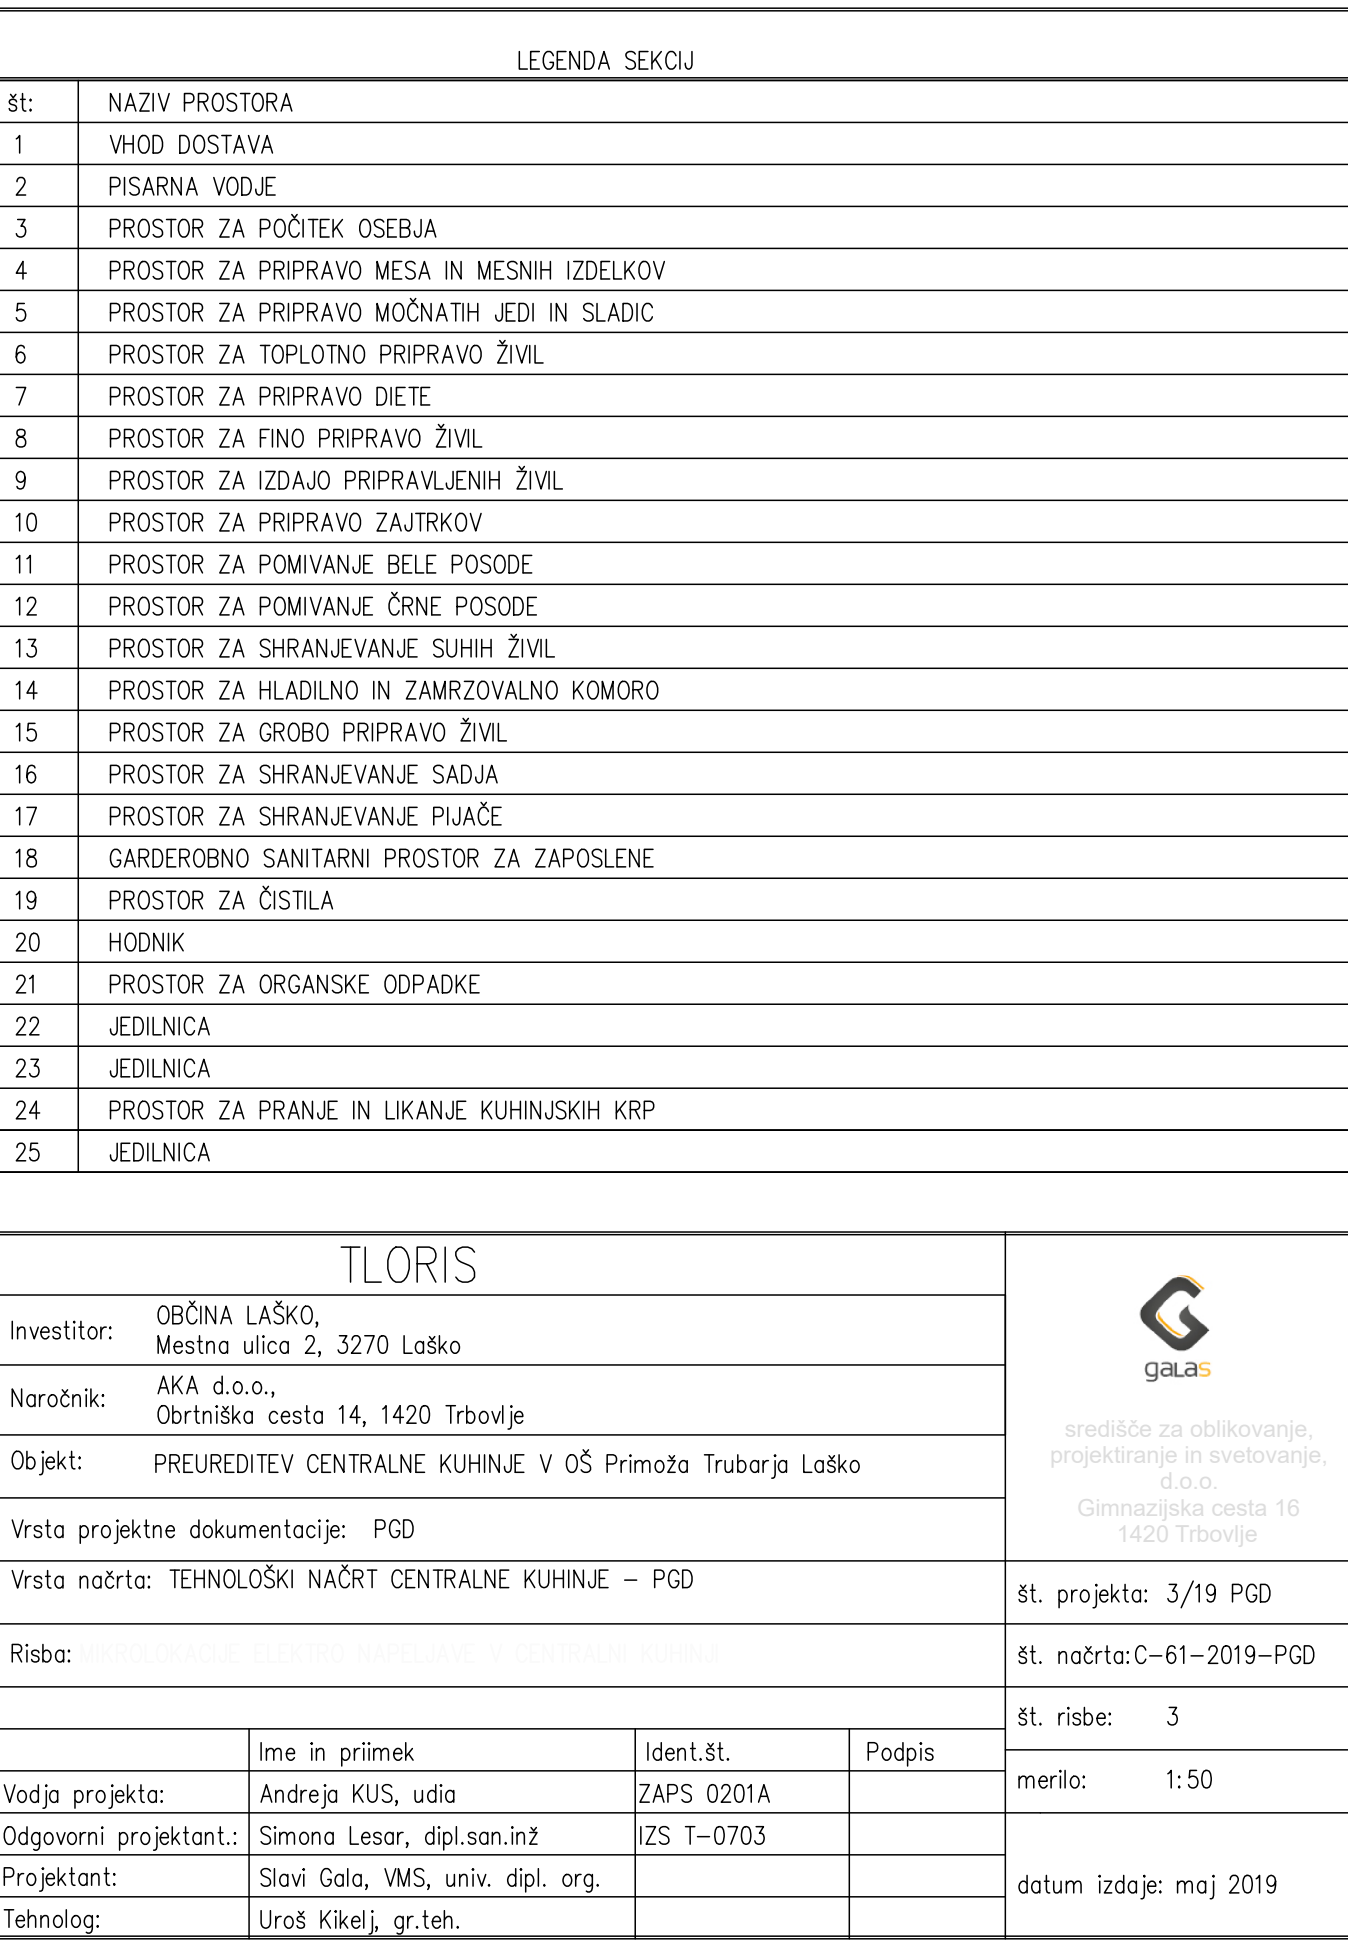 LEGENDA SEKCIJ
št: NAZIV PROSTORA
1 VHOD DOSTAVA
2 PISARNA VODJE
3 PROSTOR ZA POČITEK OSEBJA
4 PROSTOR ZA PRIPRAVO MESA IN MESNIH IZDELKOV
5 PROSTOR ZA PRIPRAVO MOČNATIH JEDI IN SLADIC
6 PROSTOR ZA TOPLOTNO PRIPRAVO ŽIVIL
7 PROSTOR ZA PRIPRAVO DIETE
8 PROSTOR ZA FINO PRIPRAVO ŽIVIL
9 PROSTOR ZA IZDAJO PRIPRAVLJENIH ŽIVIL
10 PROSTOR ZA PRIPRAVO ZAJTRKOV
11 PROSTOR ZA POMIVANJE BELE POSODE
12 PROSTOR ZA POMIVANJE ČRNE POSODE
13 PROSTOR ZA SHRANJEVANJE SUHIH ŽIVIL
14 PROSTOR ZA HLADILNO IN ZAMRZOVALNO KOMORO
15 PROSTOR ZA GROBO PRIPRAVO ŽIVIL
16 PROSTOR ZA SHRANJEVANJE SADJA
17 PROSTOR ZA SHRANJEVANJE PIJAČE
18 GARDEROBNO SANITARNI PROSTOR ZA ZAPOSLENE
19 PROSTOR ZA ČISTILA
20 HODNIK
21 PROSTOR ZA ORGANSKE ODPADKE
22 JEDILNICA
23 JEDILNICA
24 PROSTOR ZA PRANJE IN LIKANJE KUHINJSKIH KRP
25 JEDILNICA
TLORIS
Investitor: OBČINA LAŠKO,
Mestna ulica 2, 3270 Laško
Naročnik: AKA d.o.o.,
Obrtniška cesta 14, 1420 Trbovlje
Objekt: PREUREDITEV CENTRALNE KUHINJE V OŠ Primoža Trubarja Laško
Vrsta projektne dokumentacije: PGD
Vrsta načrta: TEHNOLOŠKI NAČRT CENTRALNE KUHINJE – PGD
Risba: MIKROLOKACIJE ELEKTRO NAPELJAVE V CENTRALNI KUHINJI
galas
središče za oblikovanje,
projektiranje in svetovanje,
d.o.o.
Gimnazijska cesta 16
1420 Trbovlje
št. projekta: 3/19 PGD
št. načrta: C–61–2019–PGD
št. risbe: 3
merilo: 1:50
datum izdaje: maj 2019
Ime in priimek Ident.št. Podpis
Vodja projekta: Andreja KUS, udia ZAPS 0201A
Odgovorni projektant.: Simona Lesar, dipl.san.inž IZS T–0703
Projektant: Slavi Gala, VMS, univ. dipl. org.
Tehnolog: Uroš Kikelj, gr.teh.